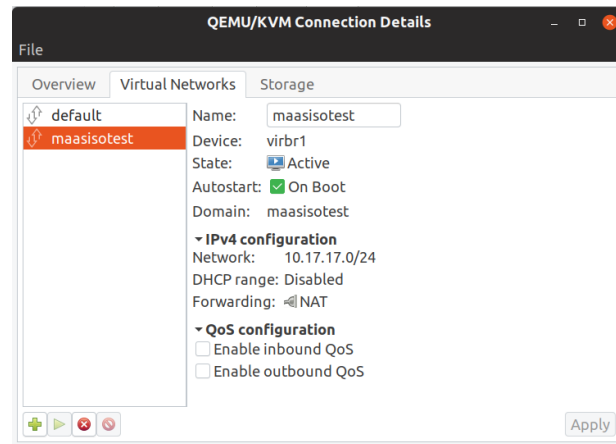 QEMU/KVM Connection Details
File
Overview Virtual Networks Storage
default
maasisotest
Name: maasisotest
Device: virbr1
State: Active
Autostart: On Boot
Domain: maasisotest
IPv4 configuration
Network: 10.17.17.0/24
DHCP range: Disabled
Forwarding: NAT
QoS configuration
Enable inbound QoS
Enable outbound QoS
Apply